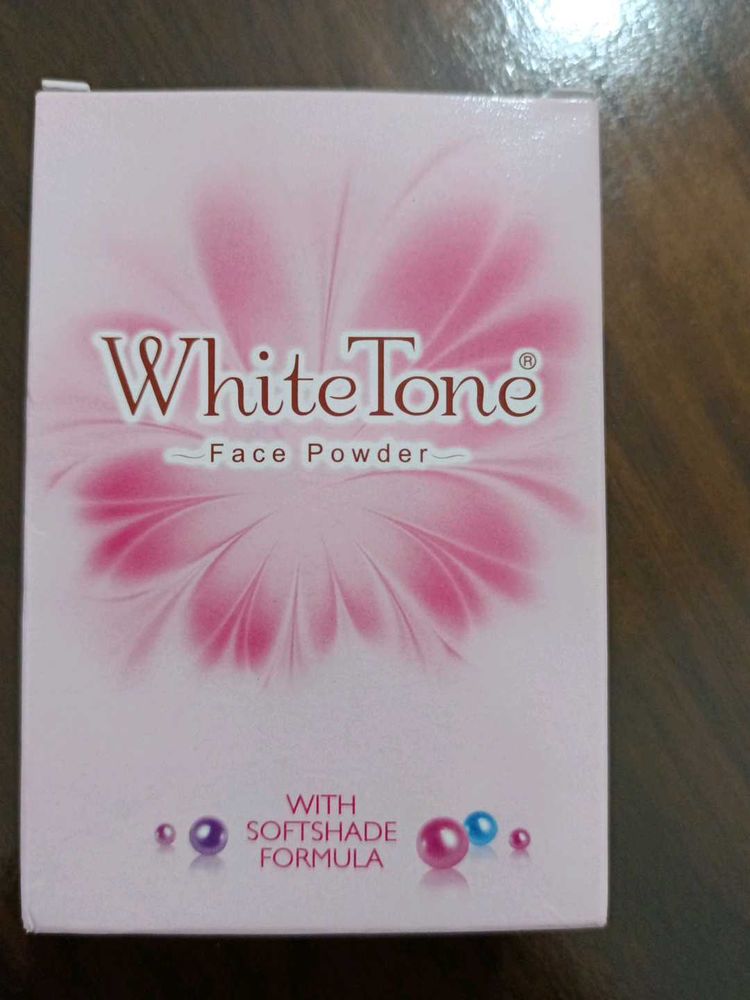 WhiteTone®
Face Powder
WITH
SOFTSHADE
FORMULA